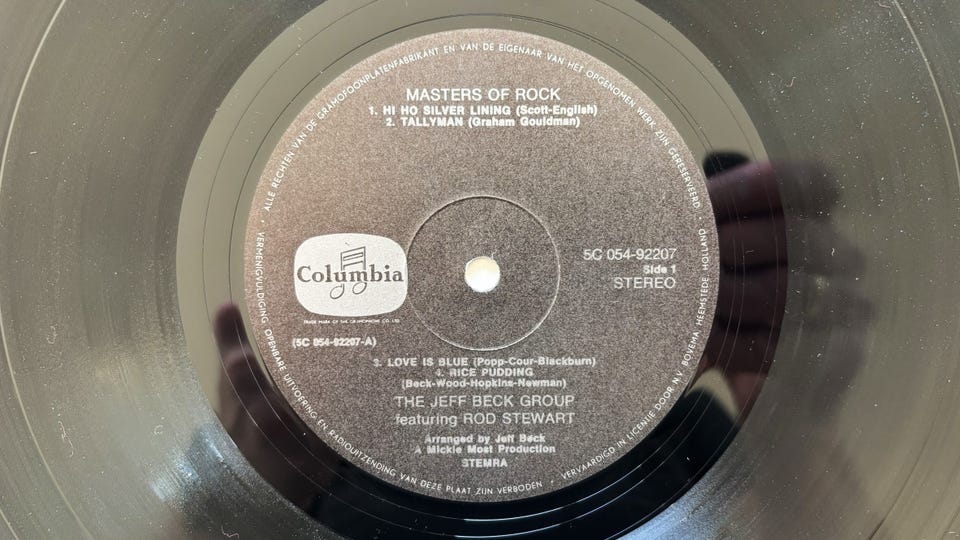 ALLE RECHTEN VAN DE GRAMOFOONPLATENFABRIKANT EN VAN DE EIGENAAR VAN HET OPGENOMEN WERK ZIJN GERESERVEERD.
MASTERS OF ROCK
1. HI HO SILVER LINING (Scott-English)
2. TALLYMAN (Graham Gouldman)
Columbia
TRADE MARK OF THE GRAMOPHONE CO. LTD.
(5C 054-92207-A)
5C 054-92207
Side 1
STEREO
3. LOVE IS BLUE (Popp-Cour-Blackburn)
4. RICE PUDDING
(Beck-Wood-Hopkins-Newman)
THE JEFF BECK GROUP
featuring ROD STEWART
Arranged by Jeff Beck
A Mickie Most Production
STEMRA
VERMENIGVULDIGING OPENBARE UITVOERING EN RADIOUITZENDING VAN DEZE PLAAT ZIJN VERBODEN
VERVAARDIGD IN LICENTIE DOOR N.V. BOVEMA HEEMSTEDE HOLLAND